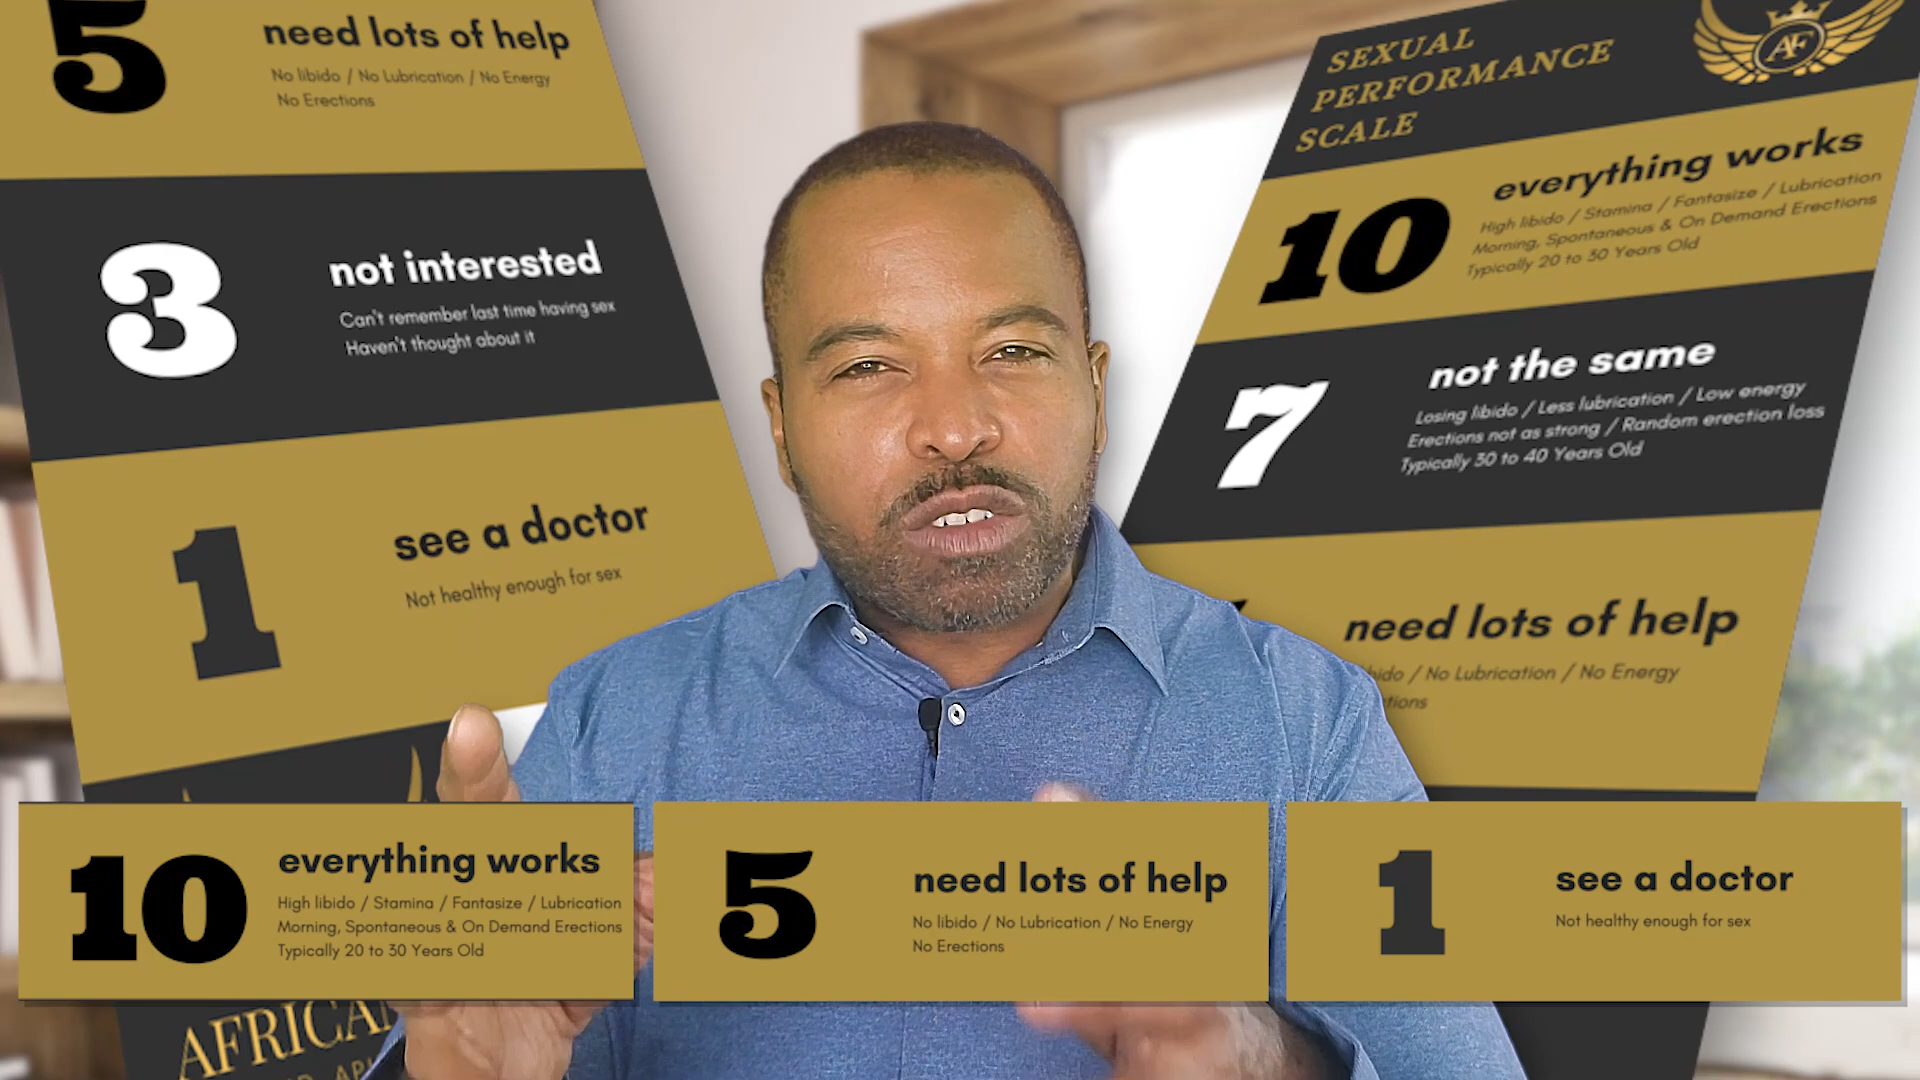 5
need lots of help
No libido / No Lubrication / No Energy
No Erections
3
not interested
Can't remember last time having sex
Haven't thought about it
1
see a doctor
Not healthy enough for sex
AFRICAN
SEXUAL
PERFORMANCE
SCALE
AF
10
everything works
High libido / Stamina / Fantasize / Lubrication
Morning, Spontaneous & On Demand Erections
Typically 20 to 30 Years Old
7
not the same
Losing libido / Less lubrication / Low energy
Erections not as strong / Random erection loss
Typically 30 to 40 Years Old
need lots of help
/ No Lubrication / No Energy
10
everything works
High libido / Stamina / Fantasize / Lubrication
Morning, Spontaneous & On Demand Erections
Typically 20 to 30 Years Old
5
need lots of help
No libido / No Lubrication / No Energy
No Erections
1
see a doctor
Not healthy enough for sex